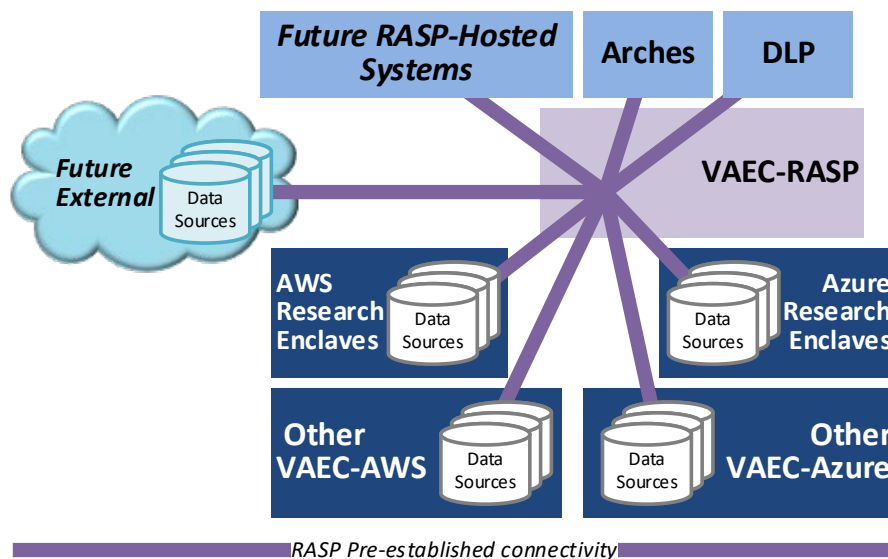 Future RASP-Hosted
Systems
Arches
DLP
VAEC-RASP
Future
External
Data
Sources
AWS
Research
Enclaves
Data
Sources
Azure
Research
Enclaves
Data
Sources
Other
VAEC-AWS
Data
Sources
Other
VAEC-Azure
Data
Sources
RASP Pre-established connectivity